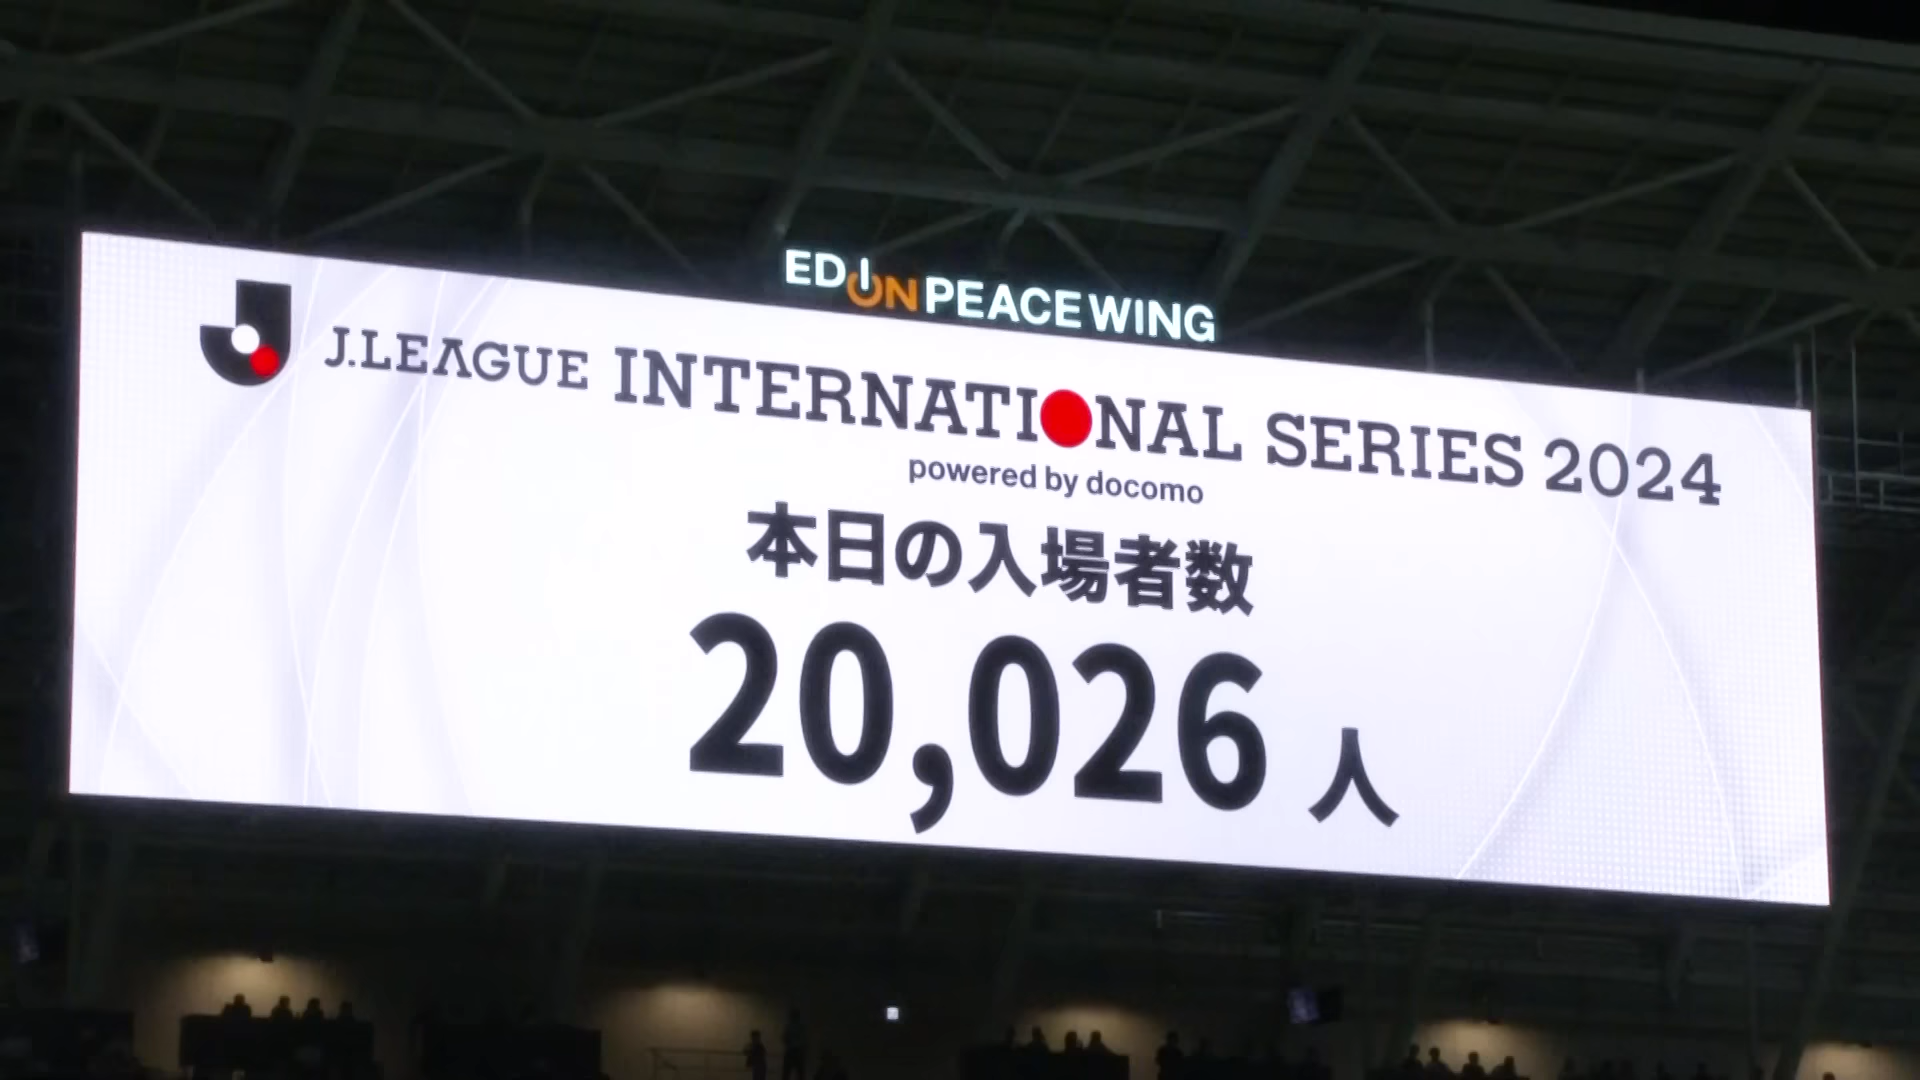 EDION PEACE WING
J.LEAGUE INTERNATIONAL SERIES 2024
powered by docomo
本日の入場者数
20,026 人